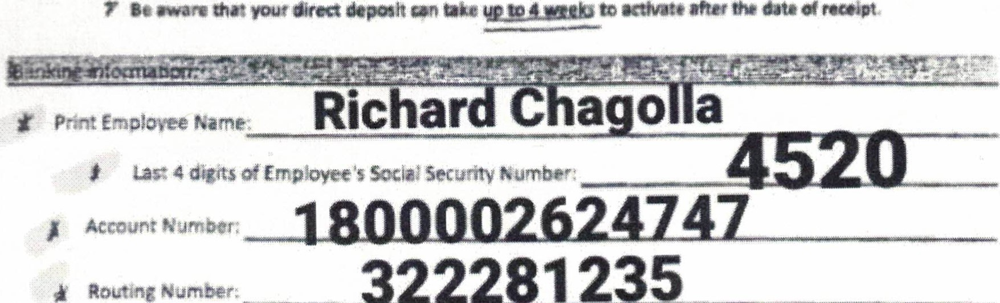 7 Be aware that your direct deposit can take up to 4 weeks to activate after the date of receipt.
Banking information:
Print Employee Name: Richard Chagolla
Last 4 digits of Employee's Social Security Number: 4520
Account Number: 1800002624747
Routing Number: 322281235